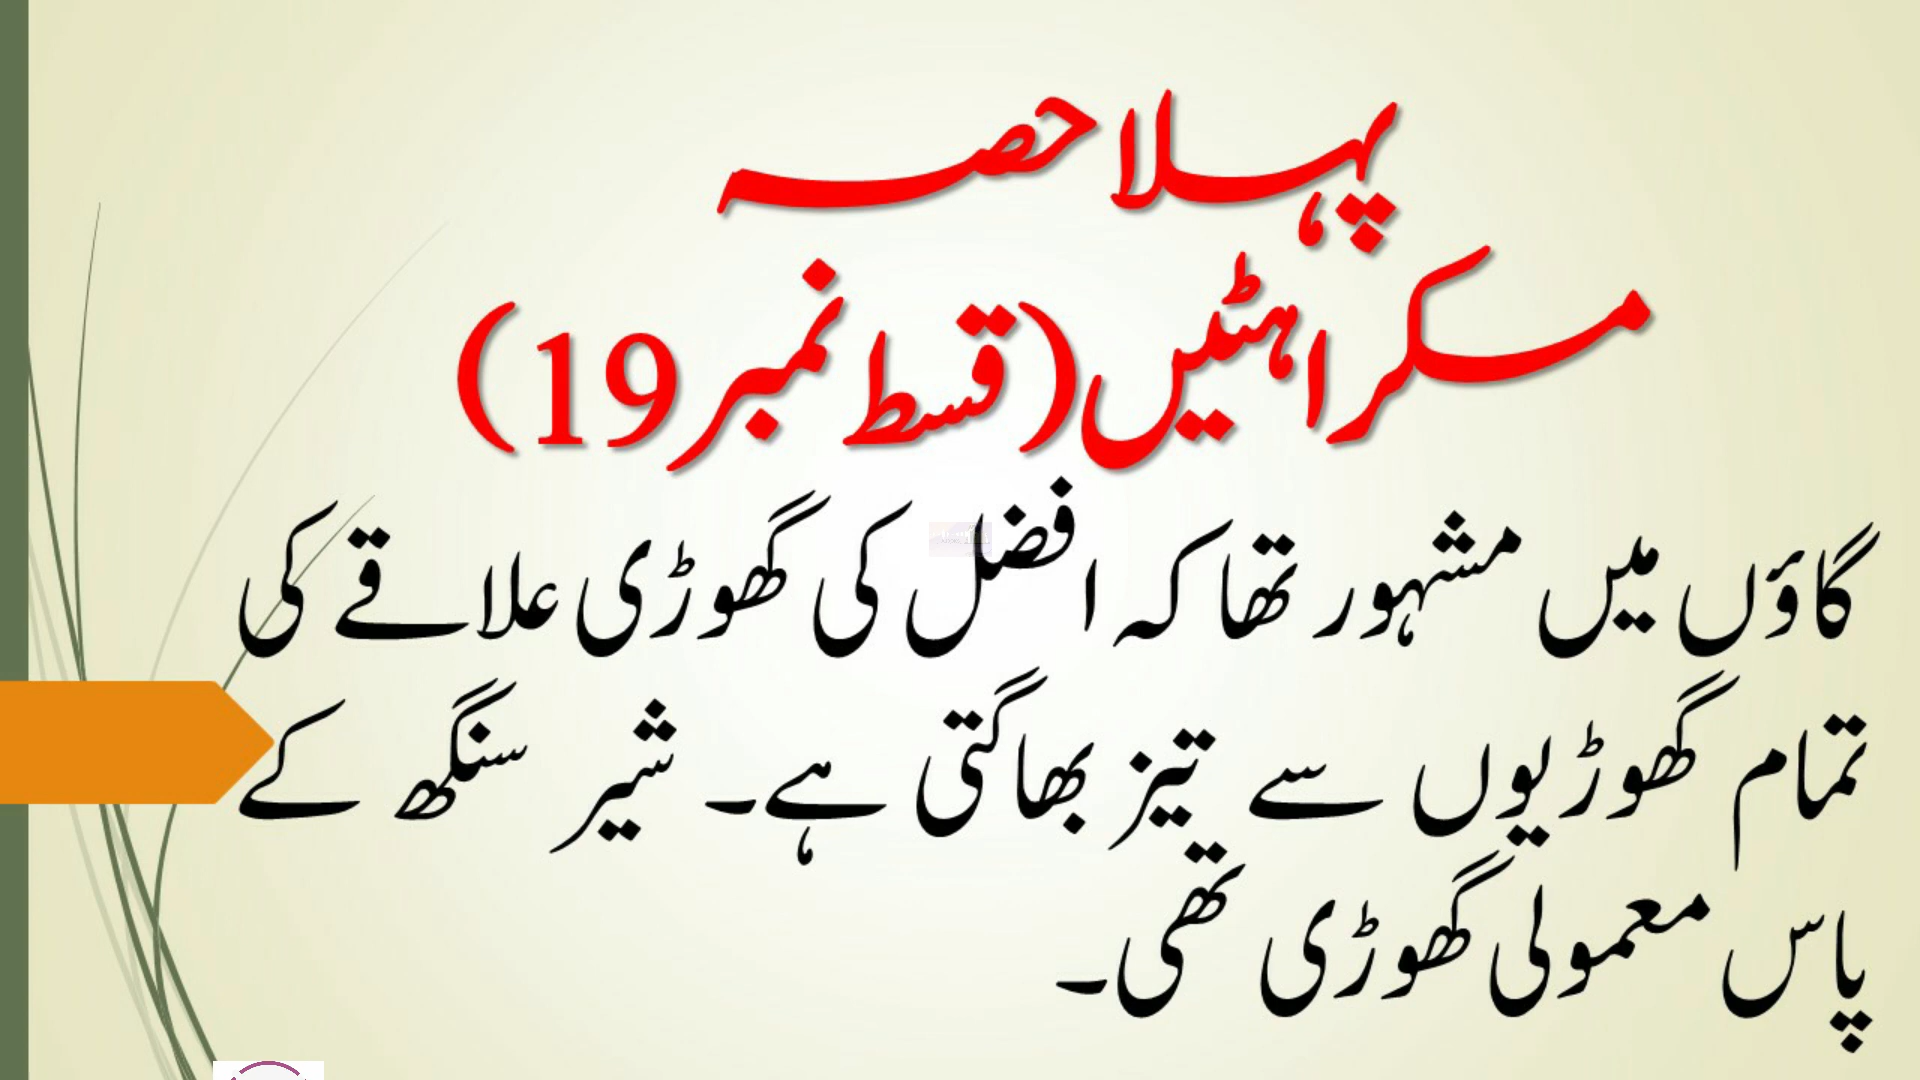 پہلا حصہ
مسکراہٹیں (قسط نمبر 19)
گاؤں میں مشہور تھا کہ افضل کی گھوڑی علاقے کی
تمام گھوڑیوں سے تیز بھاگتی ہے۔ شیر سنگھ کے
پاس معمولی گھوڑی تھی۔